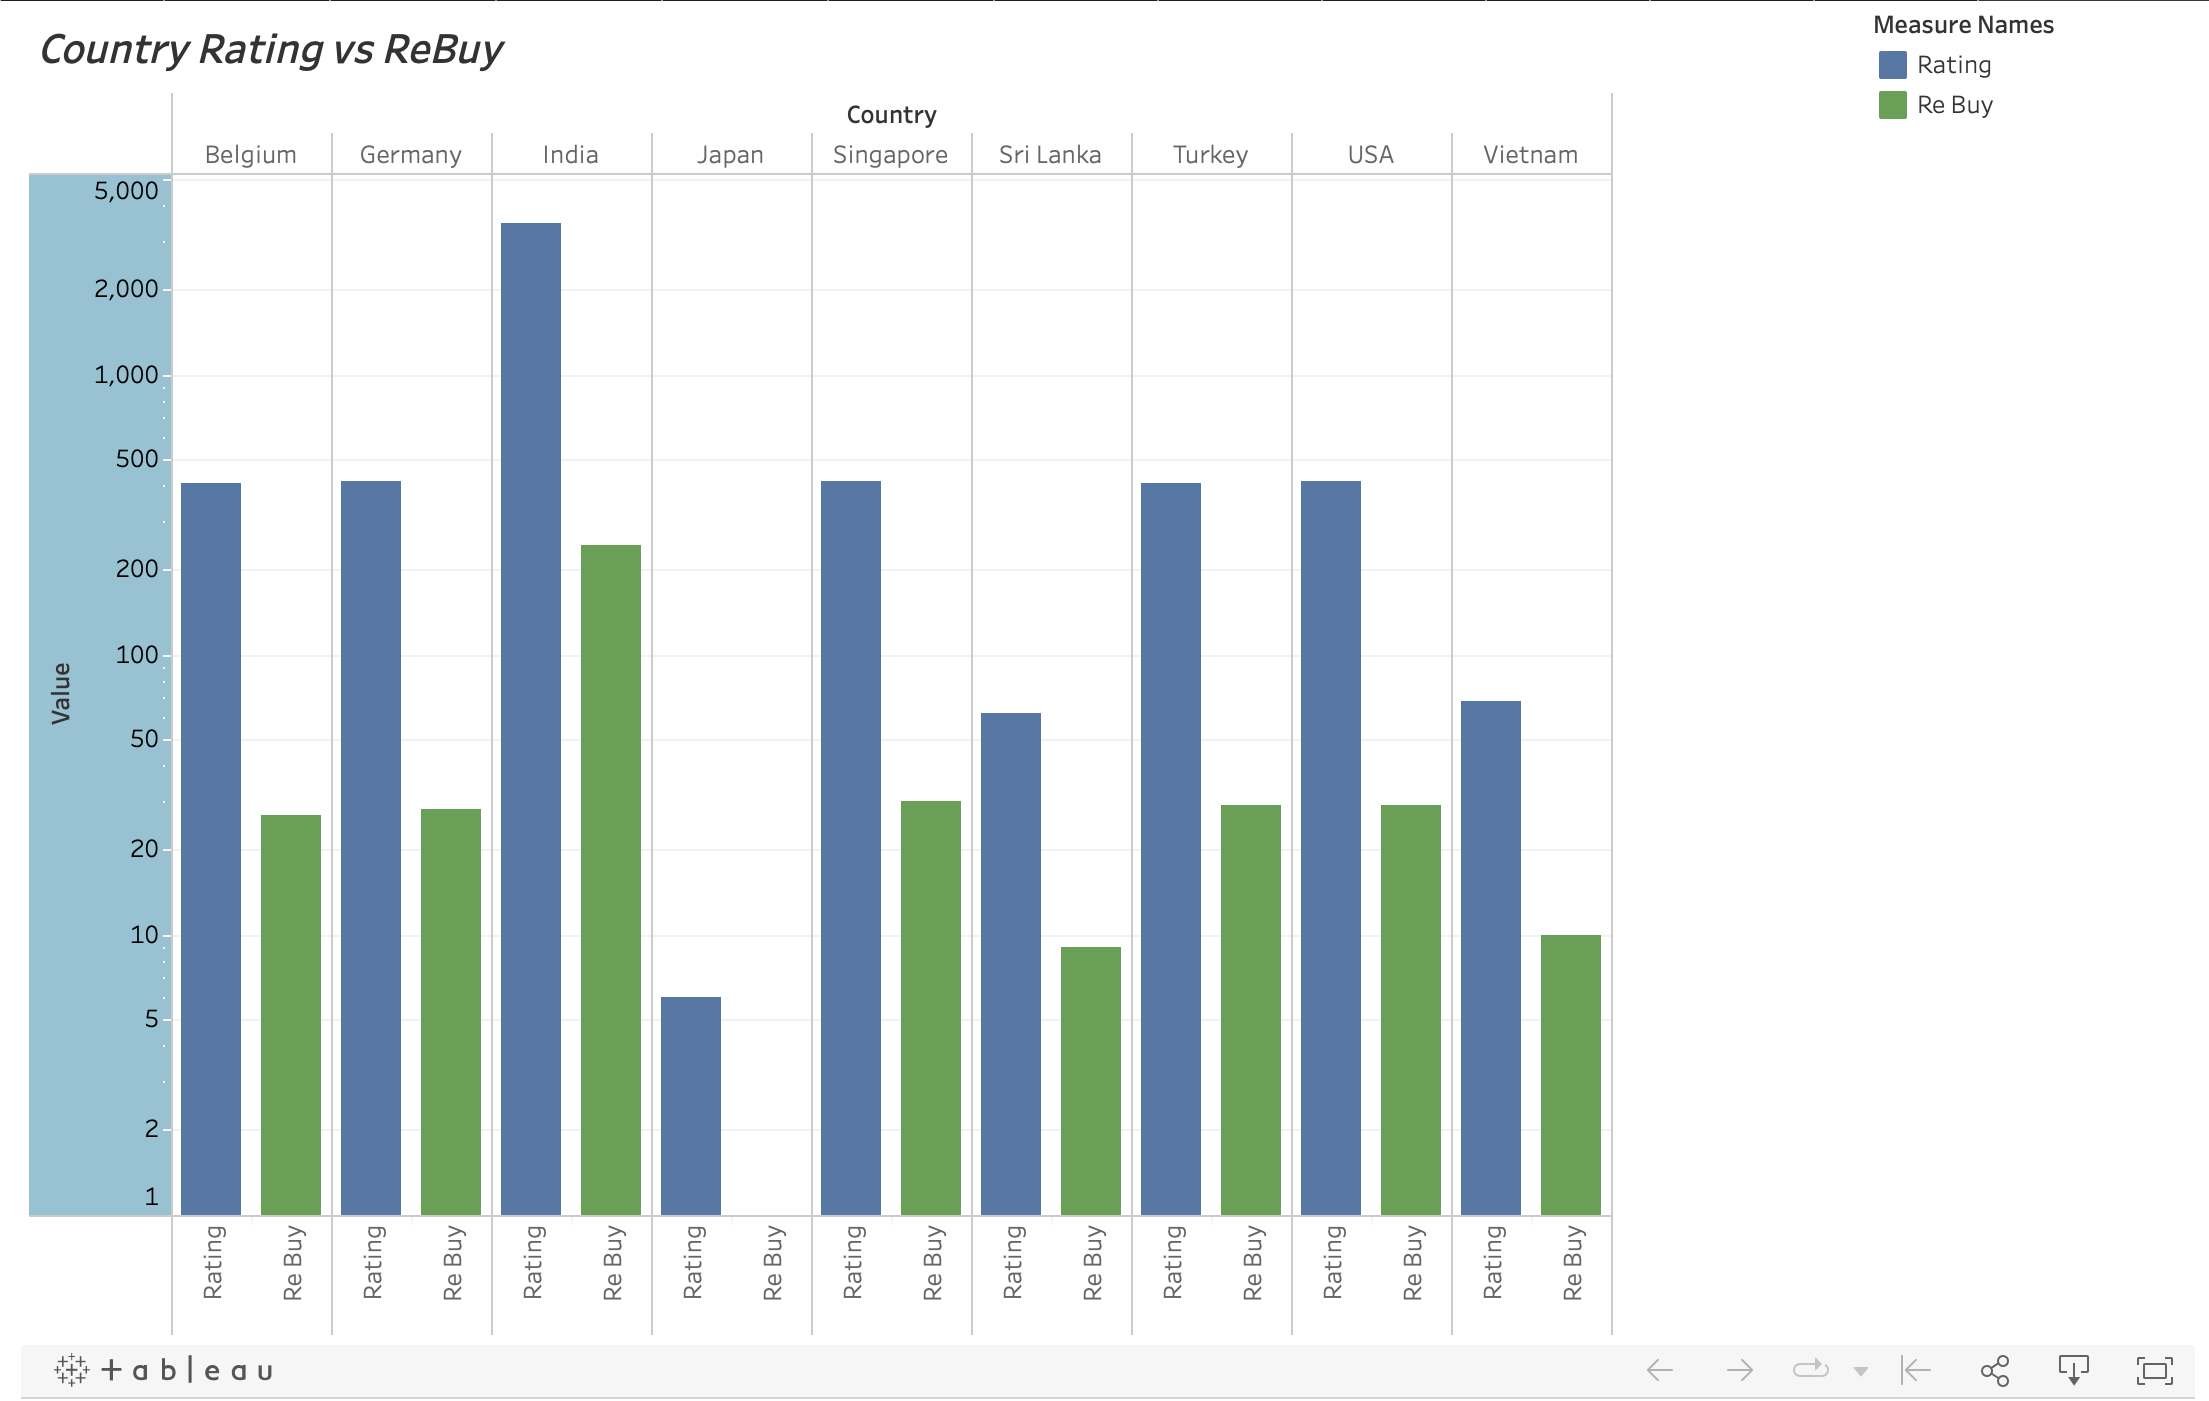 Country Rating vs ReBuy
Measure Names
Rating
Re Buy
Country
Belgium Germany India Japan Singapore Sri Lanka Turkey USA Vietnam
5,000
2,000
1,000
500
200
100
50
20
10
5
2
1
Value
Rating Re Buy Rating Re Buy Rating Re Buy Rating Re Buy Rating Re Buy Rating Re Buy Rating Re Buy Rating Re Buy Rating Re Buy
+ableau